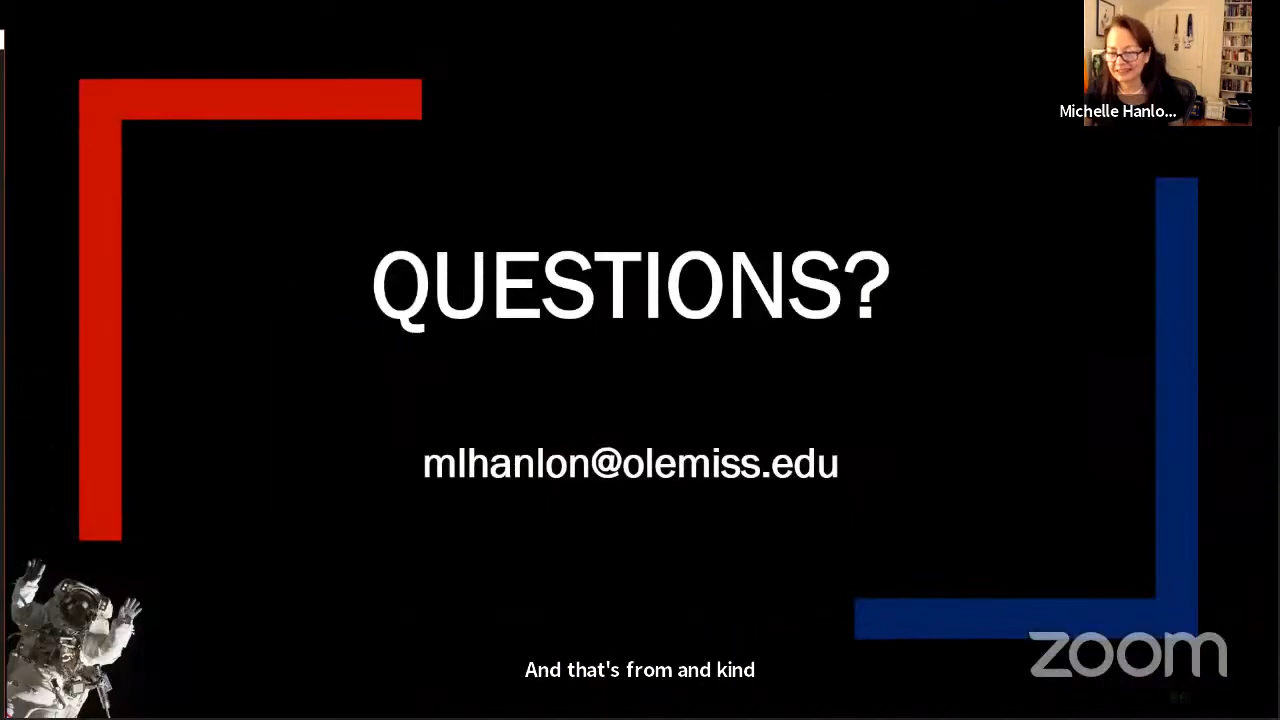 Michelle Hanlo...
QUESTIONS?
mlhanlon@olemiss.edu
zoom
And that's from and kind